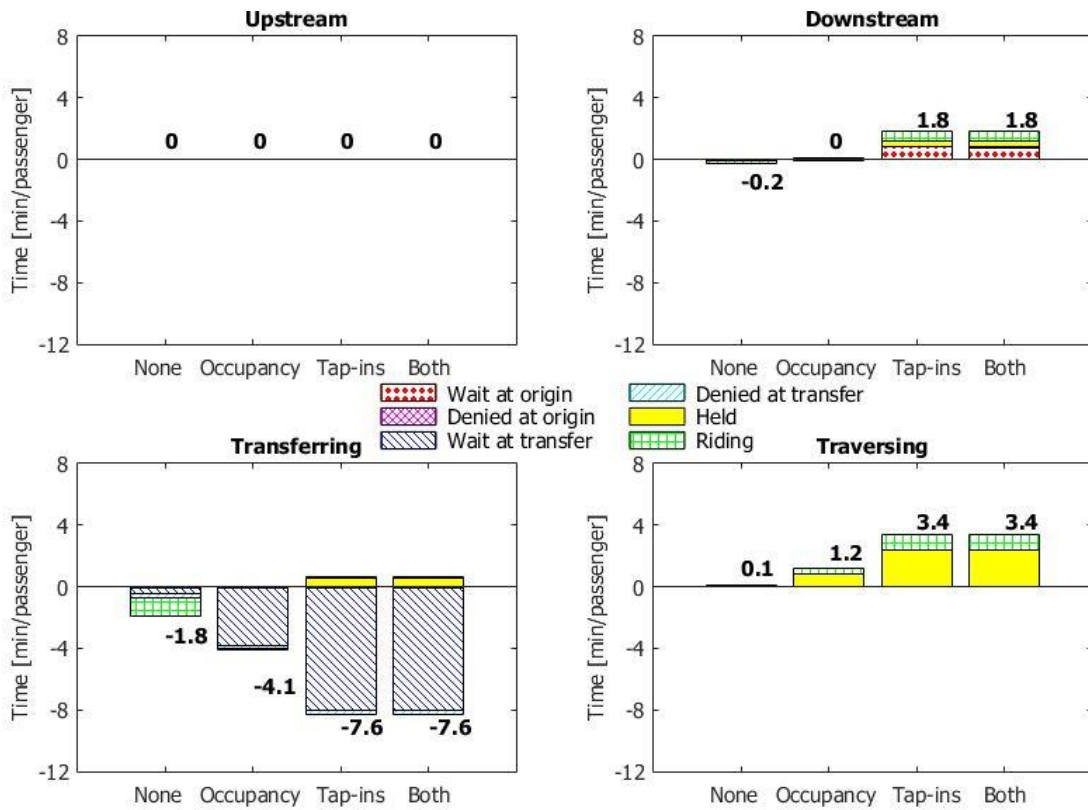 Upstream
8
4
0
-4
-8
-12
Time [min/passenger]
0
0
0
0
None
Occupancy
Tap-ins
Both
Downstream
8
4
0
-4
-8
-12
Time [min/passenger]
-0.2
0
1.8
1.8
None
Occupancy
Tap-ins
Both
Wait at origin
Denied at origin
Wait at transfer
Denied at transfer
Held
Riding
Transferring
8
4
0
-4
-8
-12
Time [min/passenger]
-1.8
-4.1
-7.6
-7.6
None
Occupancy
Tap-ins
Both
Traversing
8
4
0
-4
-8
-12
Time [min/passenger]
0.1
1.2
3.4
3.4
None
Occupancy
Tap-ins
Both